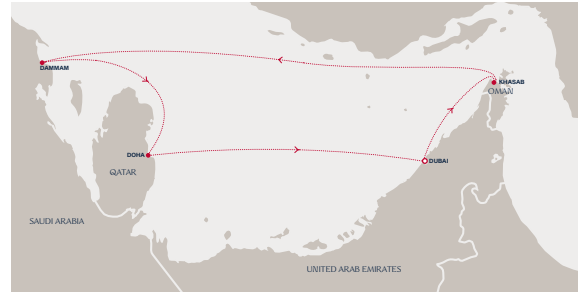 DAMMAM
KHASAB
OMAN
DOHA
DUBAI
QATAR
SAUDI ARABIA
UNITED ARAB EMIRATES